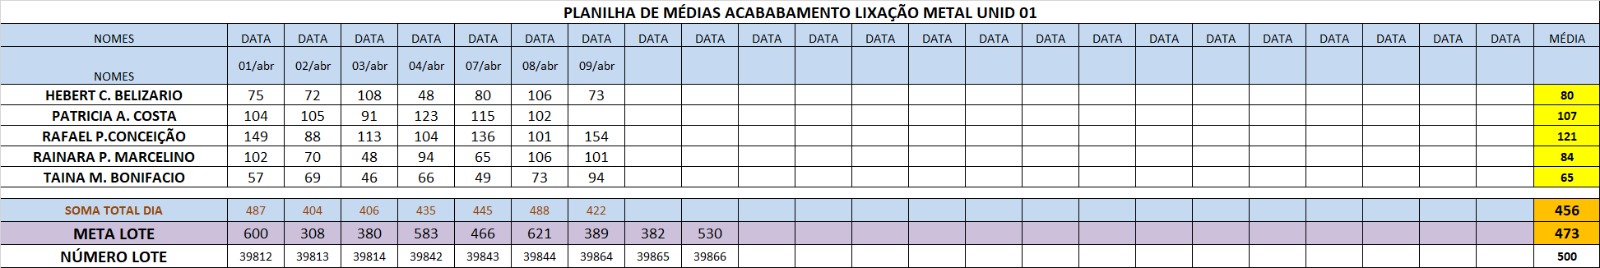 PLANILHA DE MÉDIAS ACABABAMENTO LIXAÇÃO METAL UNID 01
NOMES DATA DATA DATA DATA DATA DATA DATA DATA DATA DATA DATA DATA DATA DATA DATA DATA DATA DATA DATA DATA DATA DATA DATA MÉDIA
NOMES 01/abr 02/abr 03/abr 04/abr 07/abr 08/abr 09/abr
HEBERT C. BELIZARIO 75 72 108 48 80 106 73 80
PATRICIA A. COSTA 104 105 91 123 115 102 107
RAFAEL P.CONCEIÇÃO 149 88 113 104 136 101 154 121
RAINARA P. MARCELINO 102 70 48 94 65 106 101 84
TAINA M. BONIFACIO 57 69 46 66 49 73 94 65
SOMA TOTAL DIA 487 404 406 435 445 488 422 456
META LOTE 600 308 380 583 466 621 389 382 530 473
NÚMERO LOTE 39812 39813 39814 39842 39843 39844 39864 39865 39866 500